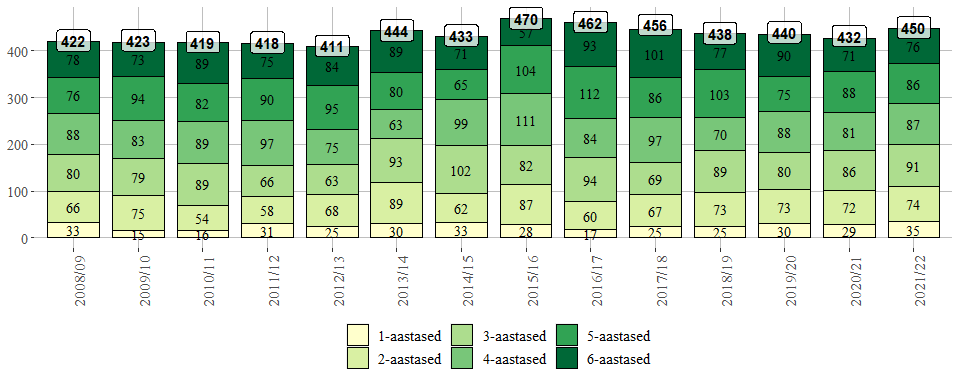 422 423 419 418 411 444 433 470 462 456 438 440 432 450
400
78 73 89 75 84 89 71 57 93 101 77 90 71 76
300
76 94 82 90 95 80 65 104 112 86 103 75 88 86
200
88 83 89 97 75 63 99 111 84 97 70 88 81 87
80 79 89 66 63 93 102 82 94 69 89 80 86 91
100
66 75 54 58 68 89 62 87 60 67 73 73 72 74
33 15 16 31 25 30 33 28 17 25 25 30 29 35
0
2008/09 2009/10 2010/11 2011/12 2012/13 2013/14 2014/15 2015/16 2016/17 2017/18 2018/19 2019/20 2020/21 2021/22
1-aastased 3-aastased 5-aastased
2-aastased 4-aastased 6-aastased